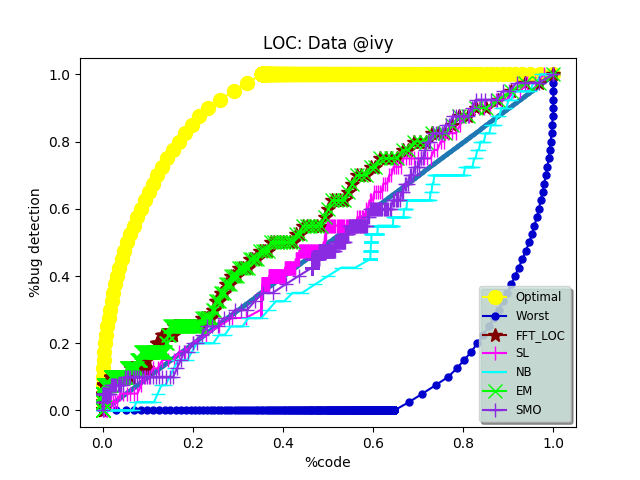 LOC: Data @ivy
1.0
0.8
0.6
0.4
0.2
0.0
%bug detection
Optimal
Worst
FFT_LOC
SL
NB
EM
SMO
0.0 0.2 0.4 0.6 0.8 1.0
%code